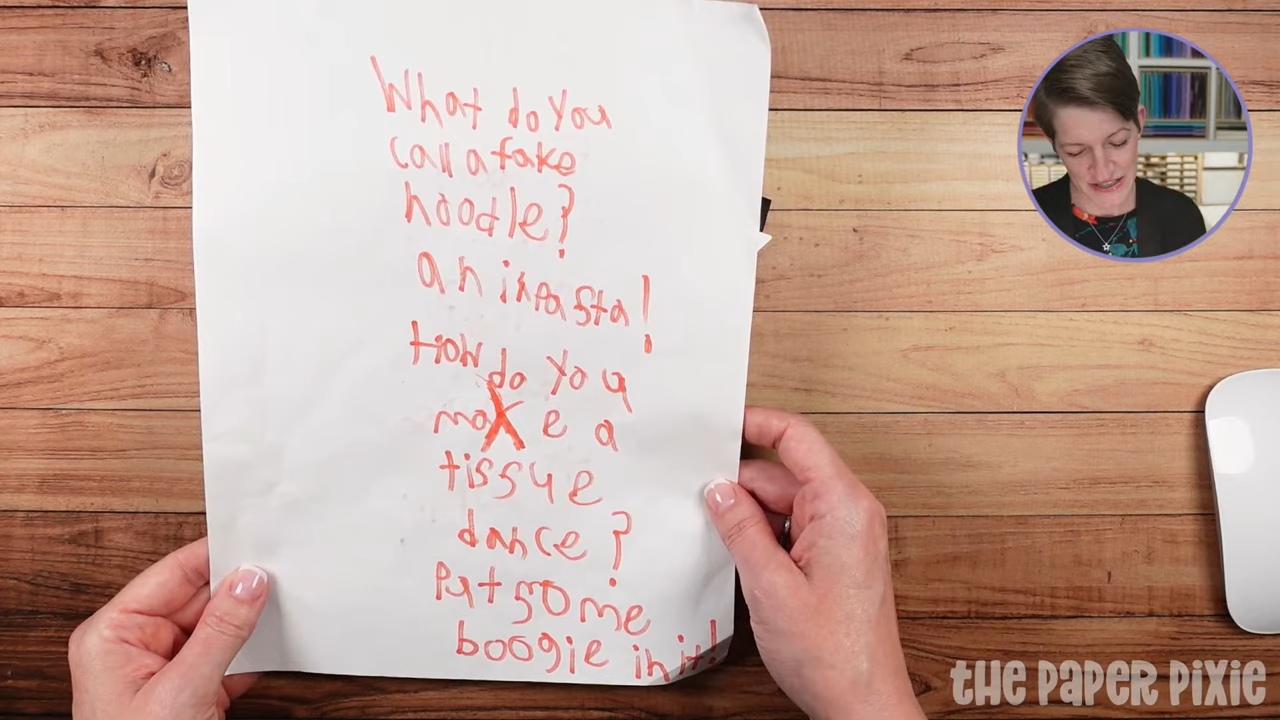 What do you
call a fake
noodle?
an inpasta!
How do you
make a
tissue
dance?
Put some
boogie in it!
THE PAPER PIXIE